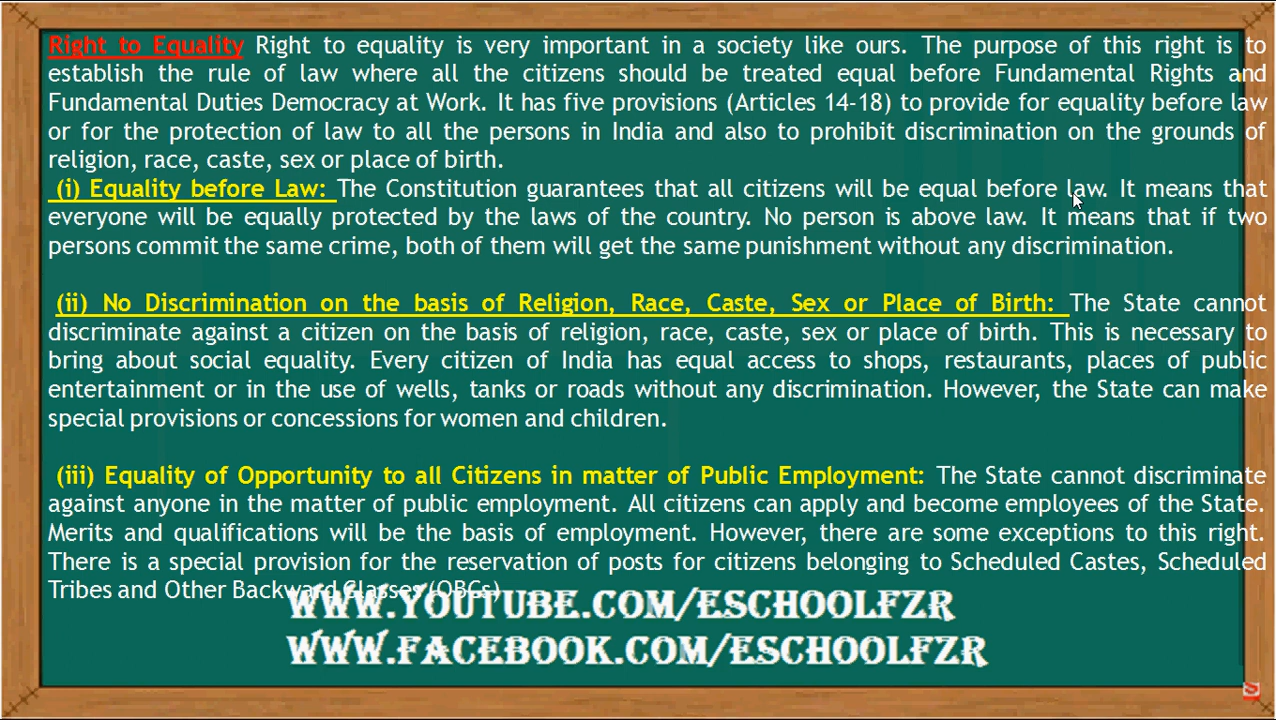 Right to Equality Right to equality is very important in a society like ours. The purpose of this right is to
establish the rule of law where all the citizens should be treated equal before Fundamental Rights and
Fundamental Duties Democracy at Work. It has five provisions (Articles 14-18) to provide for equality before law
or for the protection of law to all the persons in India and also to prohibit discrimination on the grounds of
religion, race, caste, sex or place of birth.
(i) Equality before Law: The Constitution guarantees that all citizens will be equal before law. It means that
everyone will be equally protected by the laws of the country. No person is above law. It means that if two
persons commit the same crime, both of them will get the same punishment without any discrimination.
(ii) No Discrimination on the basis of Religion, Race, Caste, Sex or Place of Birth: The State cannot
discriminate against a citizen on the basis of religion, race, caste, sex or place of birth. This is necessary to
bring about social equality. Every citizen of India has equal access to shops, restaurants, places of public
entertainment or in the use of wells, tanks or roads without any discrimination. However, the State can make
special provisions or concessions for women and children.
(iii) Equality of Opportunity to all Citizens in matter of Public Employment: The State cannot discriminate
against anyone in the matter of public employment. All citizens can apply and become employees of the State.
Merits and qualifications will be the basis of employment. However, there are some exceptions to this right.
There is a special provision for the reservation of posts for citizens belonging to Scheduled Castes, Scheduled
Tribes and Other Backward Classes (OBCs)
WWW.YOUTUBE.COM/ESCHOOLFZR
WWW.FACEBOOK.COM/ESCHOOLFZR
S